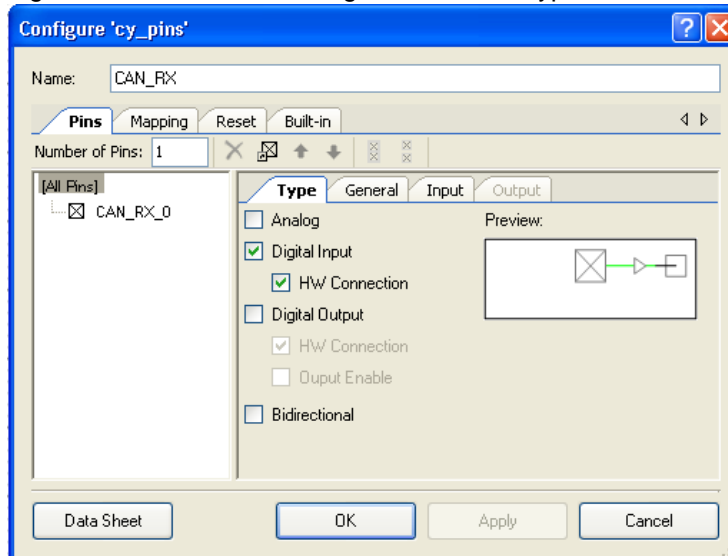 Configure 'cy_pins'
Name: CAN_RX
Pins Mapping Reset Built-in
Number of Pins: 1
[All Pins]
CAN_RX_0
Type General Input Output
Analog
Preview:
Digital Input
HW Connection
Digital Output
HW Connection
Ouput Enable
Bidirectional
Data Sheet OK Apply Cancel